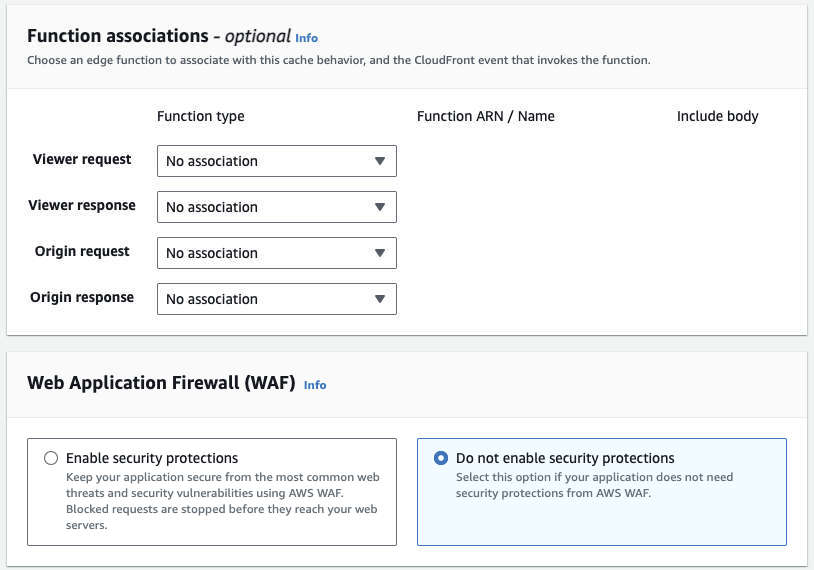 Function associations - optional Info
Choose an edge function to associate with this cache behavior, and the CloudFront event that invokes the function.
Function type Function ARN / Name Include body
Viewer request No association
Viewer response No association
Origin request No association
Origin response No association
Web Application Firewall (WAF) Info
Enable security protections
Keep your application secure from the most common web
threats and security vulnerabilities using AWS WAF.
Blocked requests are stopped before they reach your web
servers.
Do not enable security protections
Select this option if your application does not need
security protections from AWS WAF.